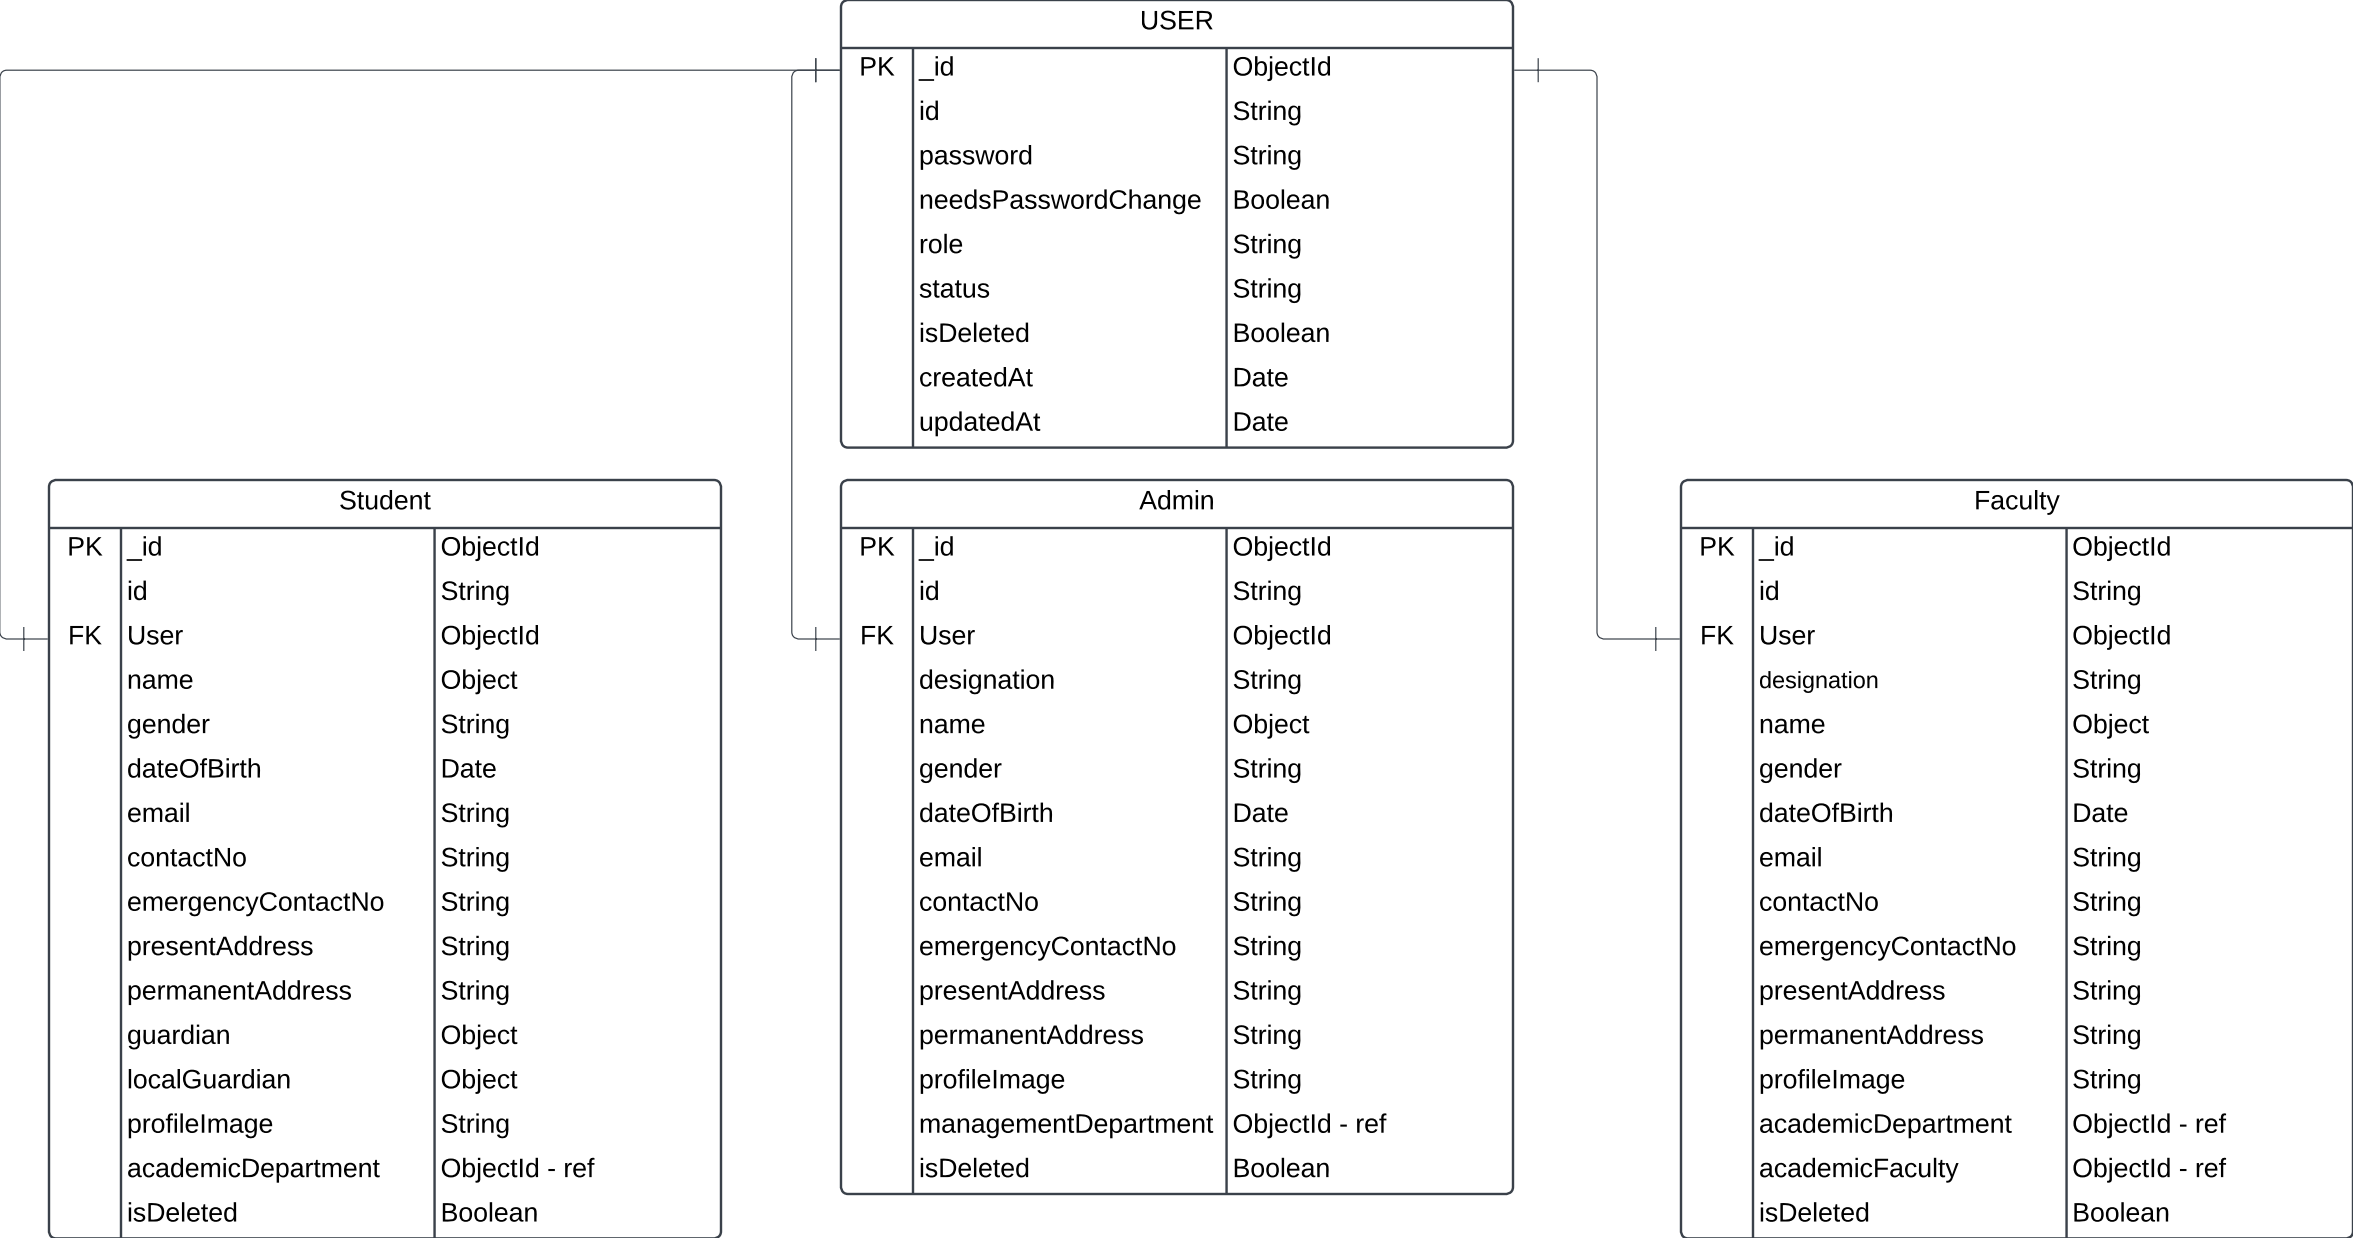 USER
PK _id ObjectId
id String
password String
needsPasswordChange Boolean
role String
status String
isDeleted Boolean
createdAt Date
updatedAt Date
Student
PK _id ObjectId
id String
FK User ObjectId
name Object
gender String
dateOfBirth Date
email String
contactNo String
emergencyContactNo String
presentAddress String
permanentAddress String
guardian Object
localGuardian Object
profileImage String
academicDepartment ObjectId - ref
isDeleted Boolean
Admin
PK _id ObjectId
id String
FK User ObjectId
designation String
name Object
gender String
dateOfBirth Date
email String
contactNo String
emergencyContactNo String
presentAddress String
permanentAddress String
profileImage String
managementDepartment ObjectId - ref
isDeleted Boolean
Faculty
PK _id ObjectId
id String
FK User ObjectId
designation String
name Object
gender String
dateOfBirth Date
email String
contactNo String
emergencyContactNo String
presentAddress String
permanentAddress String
profileImage String
academicDepartment ObjectId - ref
academicFaculty ObjectId - ref
isDeleted Boolean